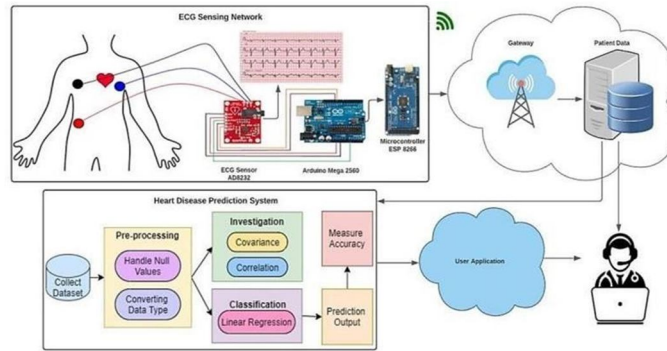 ECG Sensing Network
Gateway
Patient Data
ECG Sensor
AD8232
Arduino Mega 2560
Microcontroller
ESP 8266
Heart Disease Prediction System
Pre-processing
Handle Null
Values
Converting
Data Type
Collect
Dataset
Investigation
Covariance
Correlation
Classification
Linear Regression
Measure
Accuracy
Prediction
Output
User Application